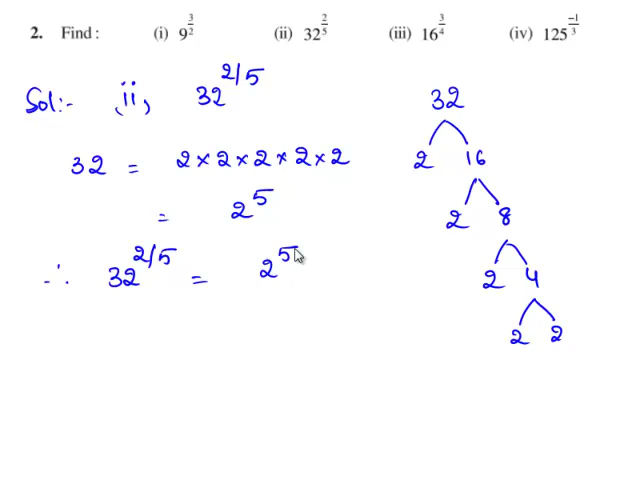 2. Find : (i) 9^{3/2} (ii) 32^{2/5} (iii) 16^{3/4} (iv) 125^{-1/3}
Sol:- ii, 32^{2/5}
32
32 = 2 × 2 × 2 × 2 × 2
2 16
= 2^5
2 8
∴ 32^{2/5} = 2^5
2 4
2 2